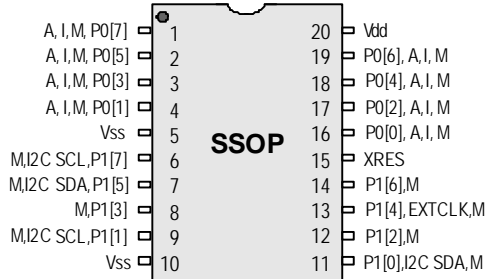 A, I, M, P0[7] 1 20 Vdd
A, I, M, P0[5] 2 19 P0[6], A, I, M
A, I, M, P0[3] 3 18 P0[4], A, I, M
A, I, M, P0[1] 4 17 P0[2], A, I, M
Vss 5 16 P0[0], A, I, M
SSOP
M,I2C SCL,P1[7] 6 15 XRES
M,I2C SDA,P1[5] 7 14 P1[6],M
M,P1[3] 8 13 P1[4], EXTCLK,M
M,I2C SCL,P1[1] 9 12 P1[2],M
Vss 10 11 P1[0],I2C SDA, M